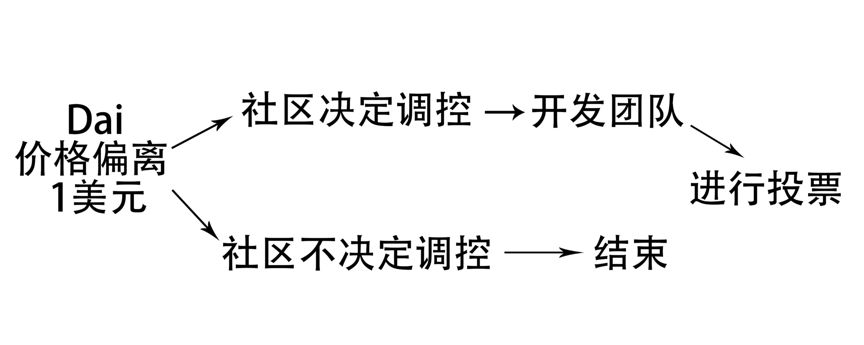 Dai
价格偏离
1美元
社区决定调控
开发团队
进行投票
社区不决定调控
结束